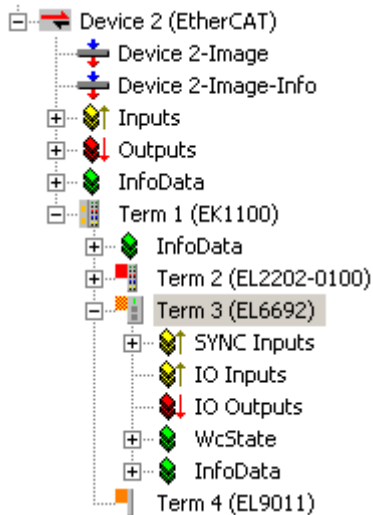 Device 2 (EtherCAT)
Device 2-Image
Device 2-Image-Info
Inputs
Outputs
InfoData
Term 1 (EK1100)
InfoData
Term 2 (EL2202-0100)
Term 3 (EL6692)
SYNC Inputs
IO Inputs
IO Outputs
WcState
InfoData
Term 4 (EL9011)